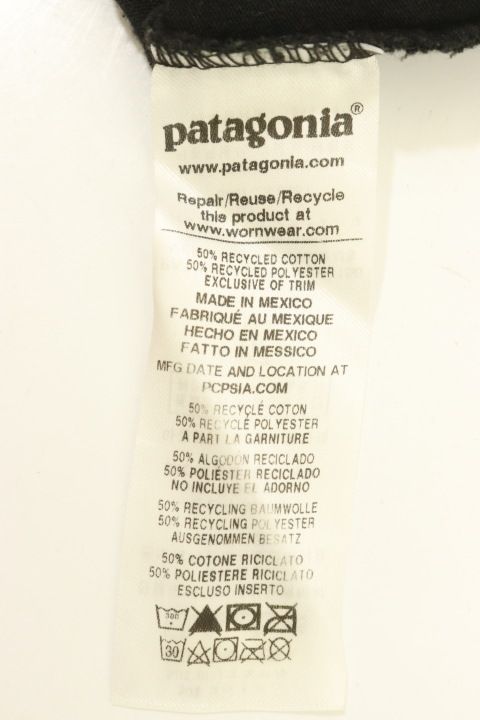 patagonia®
www.patagonia.com
Repair/Reuse/Recycle
this product at
www.wornwear.com
50% RECYCLED COTTON
50% RECYCLED POLYESTER
EXCLUSIVE OF TRIM
MADE IN MEXICO
FABRIQUÉ AU MEXIQUE
HECHO EN MEXICO
FATTO IN MESSICO
MFG DATE AND LOCATION AT
PCPSIA.COM
50% RECYCLÉ COTON
50% RECYCLÉ POLYESTER
A PART LA GARNITURE
50% ALGODÓN RECICLADO
50% POLIÉSTER RECICLADO
NO INCLUYE EL ADORNO
50% RECYCLING BAUMWOLLE
50% RECYCLING POLYESTER
AUSGENOMMEN BESATZ
50% COTONE RICICLATO
50% POLIESTERE RICICLATO
ESCLUSO INSERTO
30